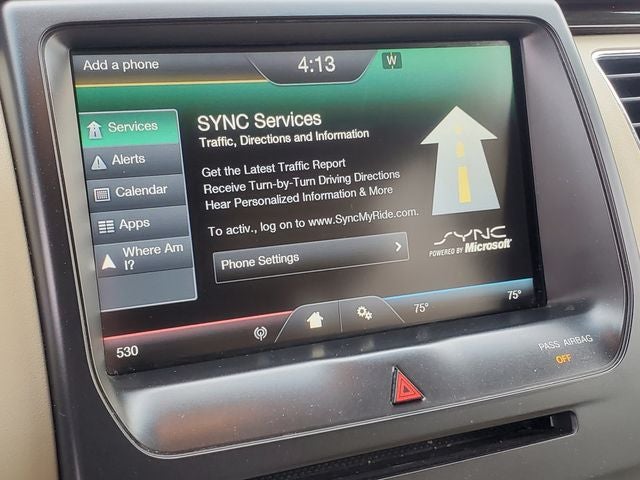 Add a phone
4:13
W
Services
Alerts
Calendar
Apps
Where Am
I?
SYNC Services
Traffic, Directions and Information
Get the Latest Traffic Report
Receive Turn-by-Turn Driving Directions
Hear Personalized Information & More
To activ., log on to www.SyncMyRide.com.
Phone Settings
SYNC
POWERED BY Microsoft
530
75°
75°
PASS AIRBAG
OFF